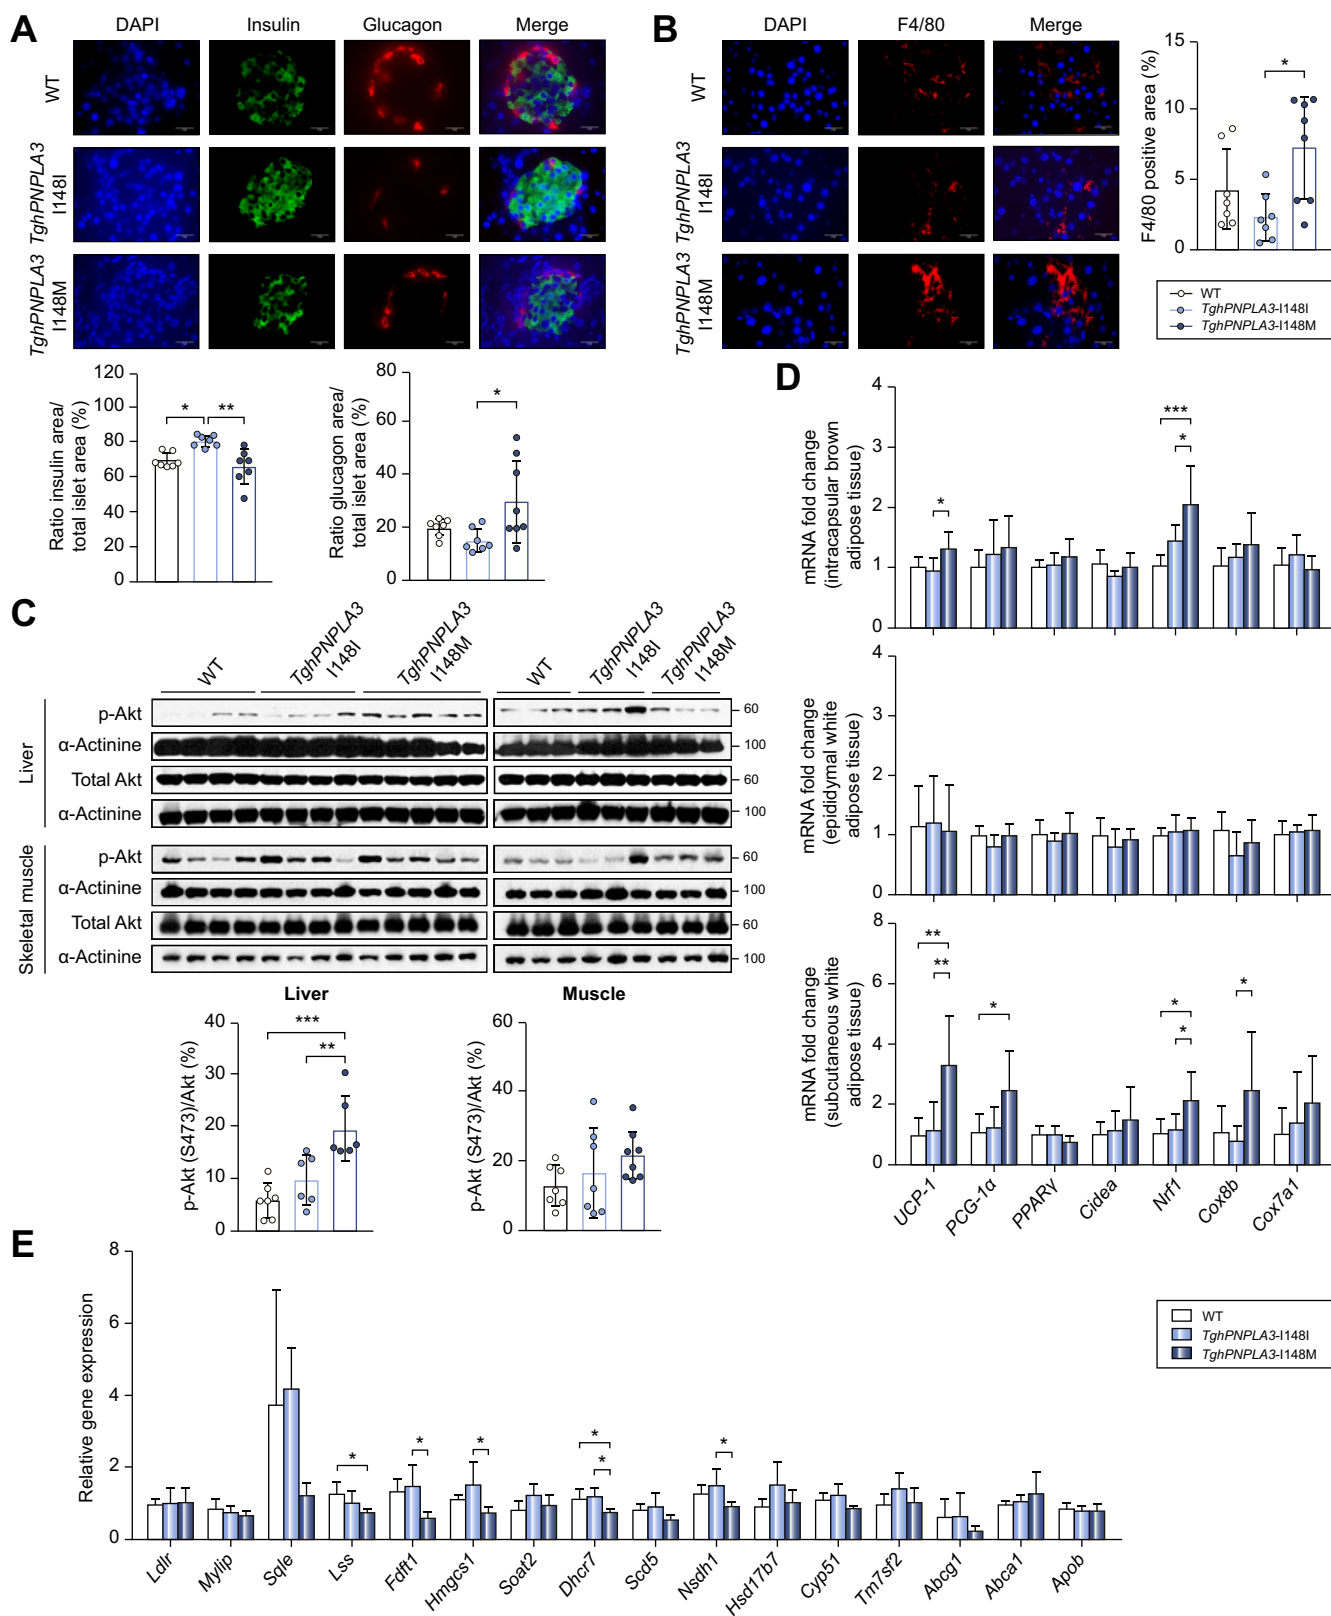 A
DAPI
Insulin
Glucagon
Merge
WT
TghPNPLA3
I148I
TghPNPLA3
I148M
Ratio insulin area/
total islet area (%)
120
100
80
60
40
20
0
*
**
Ratio glucagon area/
total islet area (%)
80
60
40
20
0
*
B
DAPI
F4/80
Merge
WT
TghPNPLA3
I148I
TghPNPLA3
I148M
F4/80 positive area (%)
15
10
5
0
*
WT
TghPNPLA3-I148I
TghPNPLA3-I148M
C
WT
TghPNPLA3
I148I
TghPNPLA3
I148M
WT
TghPNPLA3
I148I
TghPNPLA3
I148M
Liver
p-Akt
60
α-Actinine
100
Total Akt
60
α-Actinine
100
Skeletal muscle
p-Akt
60
α-Actinine
100
Total Akt
60
α-Actinine
100
Liver
p-Akt (S473)/Akt (%)
40
30
20
10
0
***
**
Muscle
p-Akt (S473)/Akt (%)
60
40
20
0
D
mRNA fold change
(intracapsular brown
adipose tissue)
4
3
2
1
0
*
***
*
mRNA fold change
(epididymal white
adipose tissue)
4
3
2
1
0
mRNA fold change
(subcutaneous white
adipose tissue)
8
6
4
2
0
**
**
*
*
*
*
UCP-1
PCG-1α
PPARγ
Cidea
Nrf1
Cox8b
Cox7a1
E
Relative gene expression
8
6
4
2
0
*
*
*
*
*
*
Ldlr
Mylip
Sqle
Lss
Fdft1
Hmgcs1
Soat2
Dhcr7
Scd5
Nsdh1
Hsd17b7
Cyp51
Tm7sf2
Abcg1
Abca1
Apob
WT
TghPNPLA3-I148I
TghPNPLA3-I148M